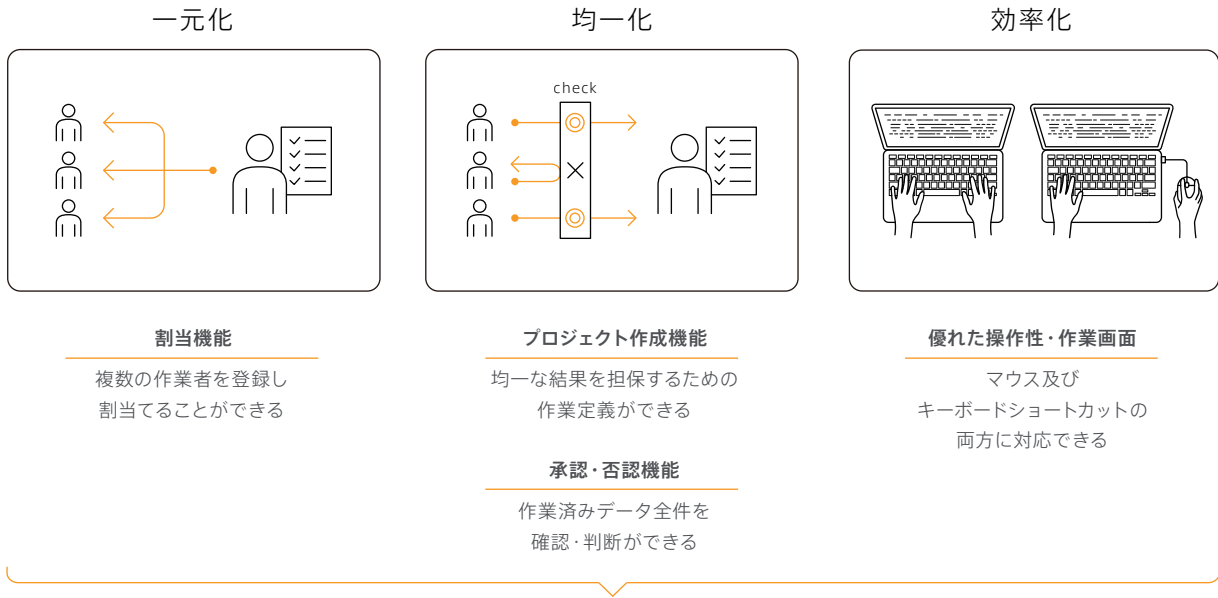 一元化
均一化
効率化
check
割当機能
複数の作業者を登録し
割当てることができる
プロジェクト作成機能
均一な結果を担保するための
作業定義ができる
承認・否認機能
作業済みデータ全件を
確認・判断ができる
優れた操作性・作業画面
マウス及び
キーボードショートカットの
両方に対応できる